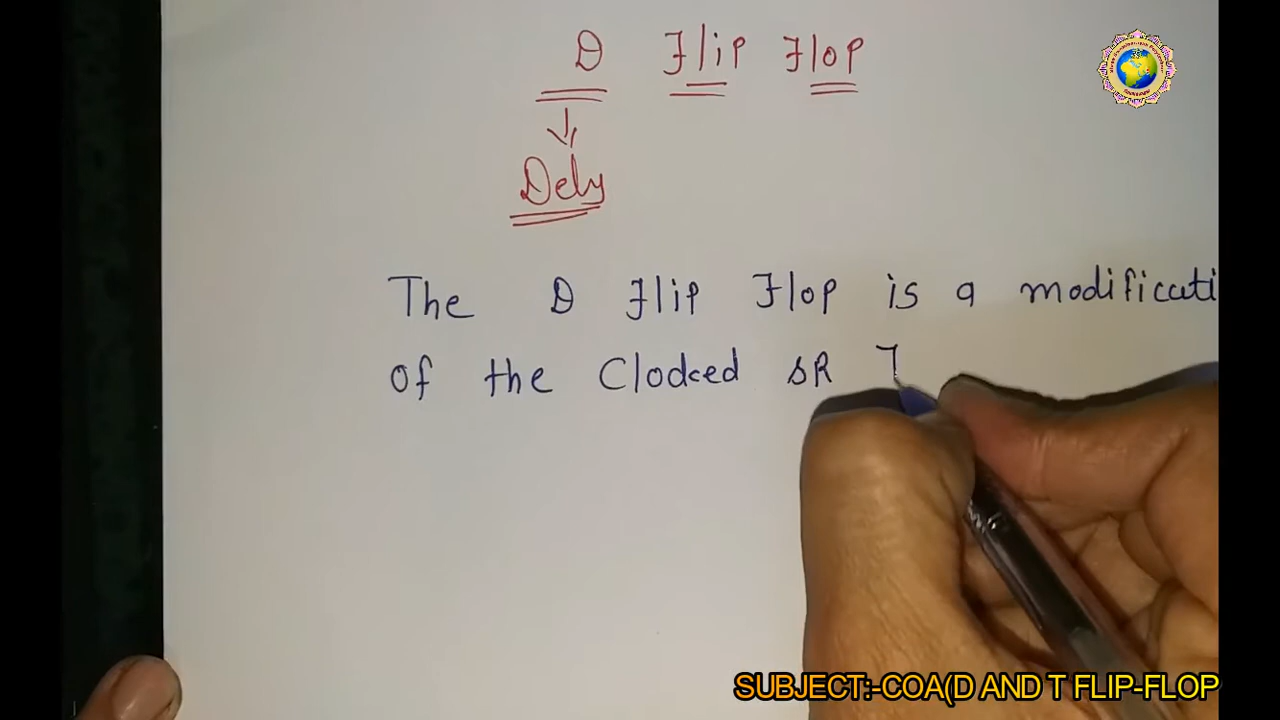 D Flip Flop
Dely
The D Flip Flop is a modificati
of the Clocked SR F
SUBJECT:-COA(D AND T FLIP-FLOP